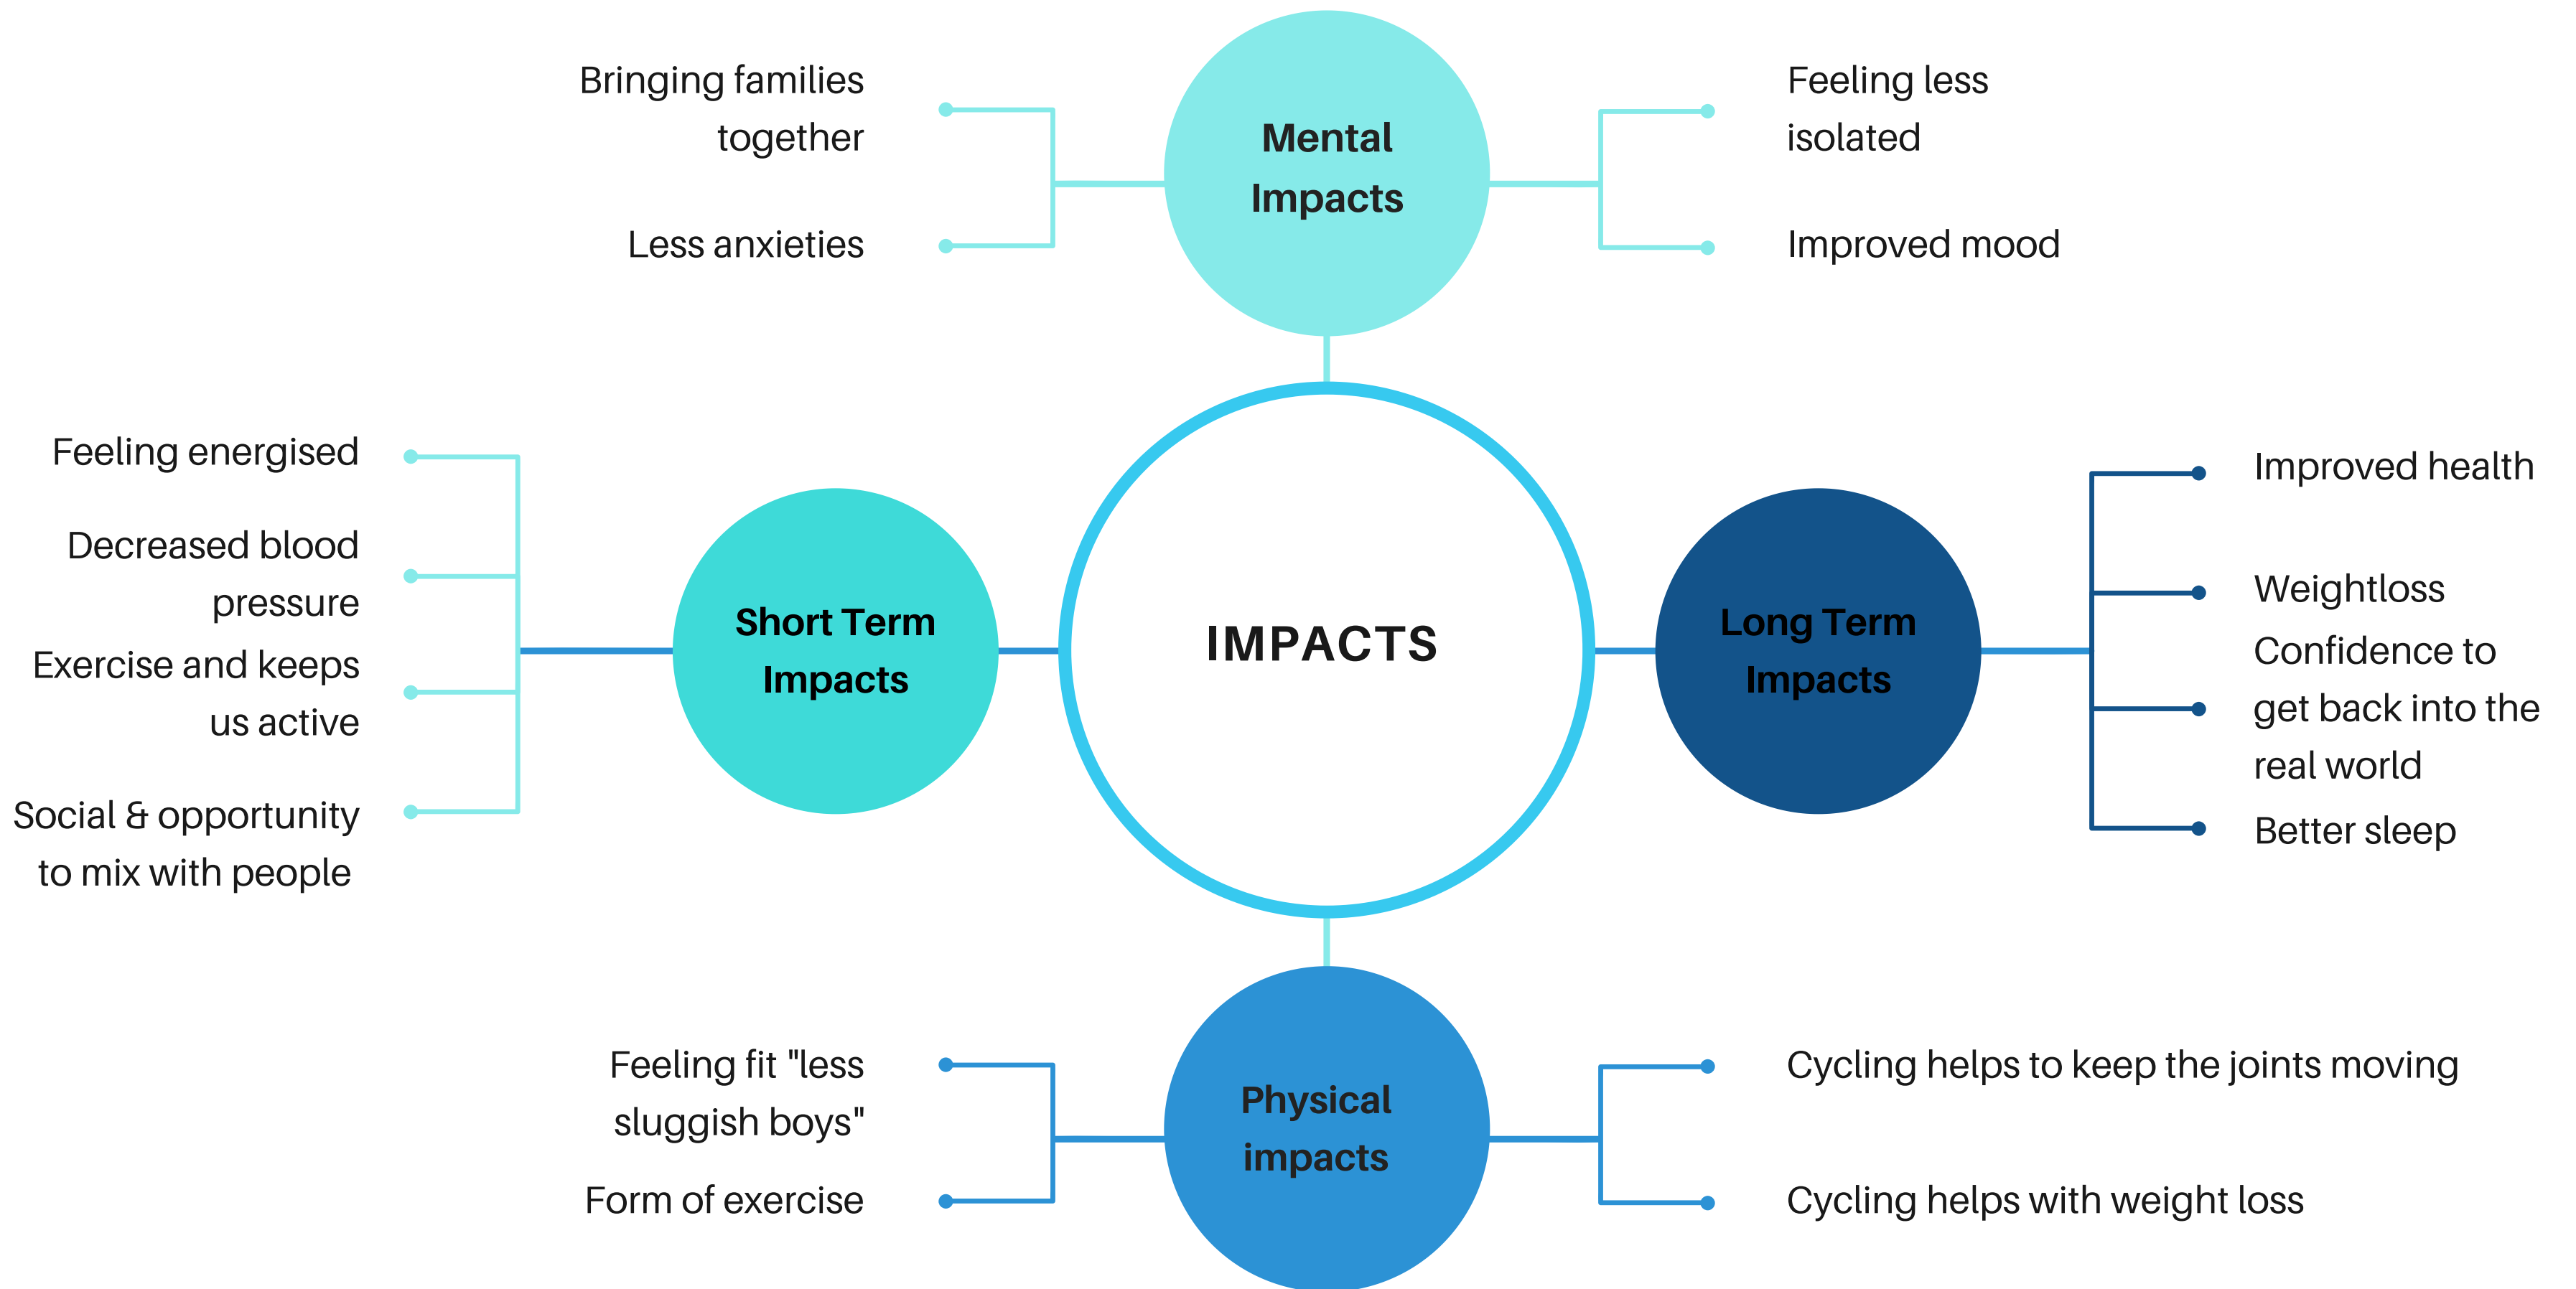 Bringing families
together
Less anxieties
Mental
Impacts
Feeling less
isolated
Improved mood
Feeling energised
Decreased blood
pressure
Exercise and keeps
us active
Social & opportunity
to mix with people
Short Term
Impacts
IMPACTS
Long Term
Impacts
Improved health
Weightloss
Confidence to
get back into the
real world
Better sleep
Feeling fit "less
sluggish boys"
Form of exercise
Physical
impacts
Cycling helps to keep the joints moving
Cycling helps with weight loss